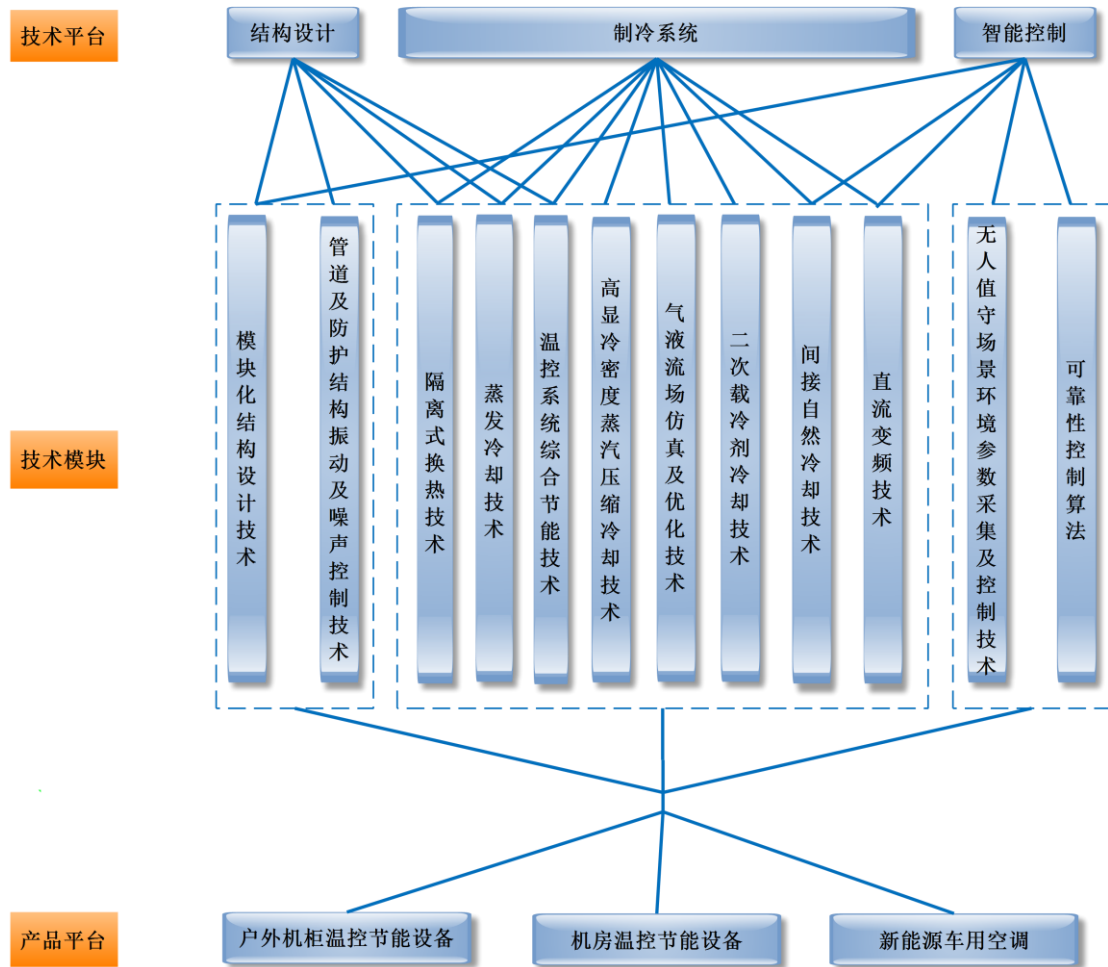 技术平台
结构设计
制冷系统
智能控制
技术模块
模块化结构设计技术
管道及防护结构振动及噪声控制技术
隔离式换热技术
蒸发冷却技术
温控系统综合节能技术
高显冷密度蒸汽压缩冷却技术
气液流场仿真及优化技术
二次载冷剂冷却技术
间接自然冷却技术
直流变频技术
无人值守场景环境参数采集及控制技术
可靠性控制算法
产品平台
户外机柜温控节能设备
机房温控节能设备
新能源车用空调